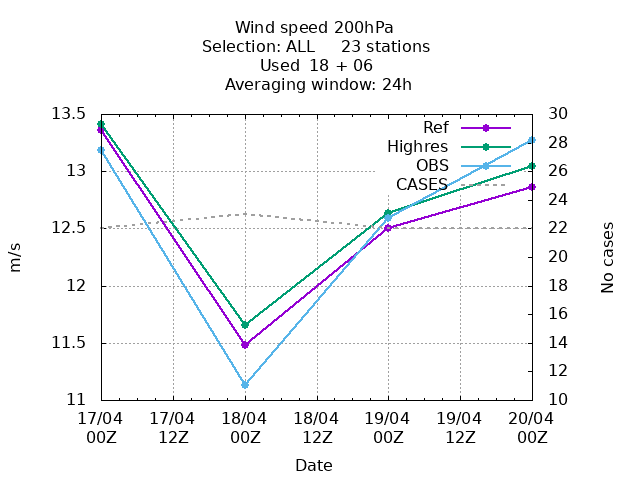 Wind speed 200hPa
Selection: ALL 23 stations
Used 18 + 06
Averaging window: 24h
13.5
13
12.5
12
11.5
11
30
28
26
24
22
20
18
16
14
12
10
Ref
Highres
OBS
CASES
m/s
No cases
17/04 17/04 18/04 18/04 19/04 19/04 20/04
00Z 12Z 00Z 12Z 00Z 12Z 00Z
Date